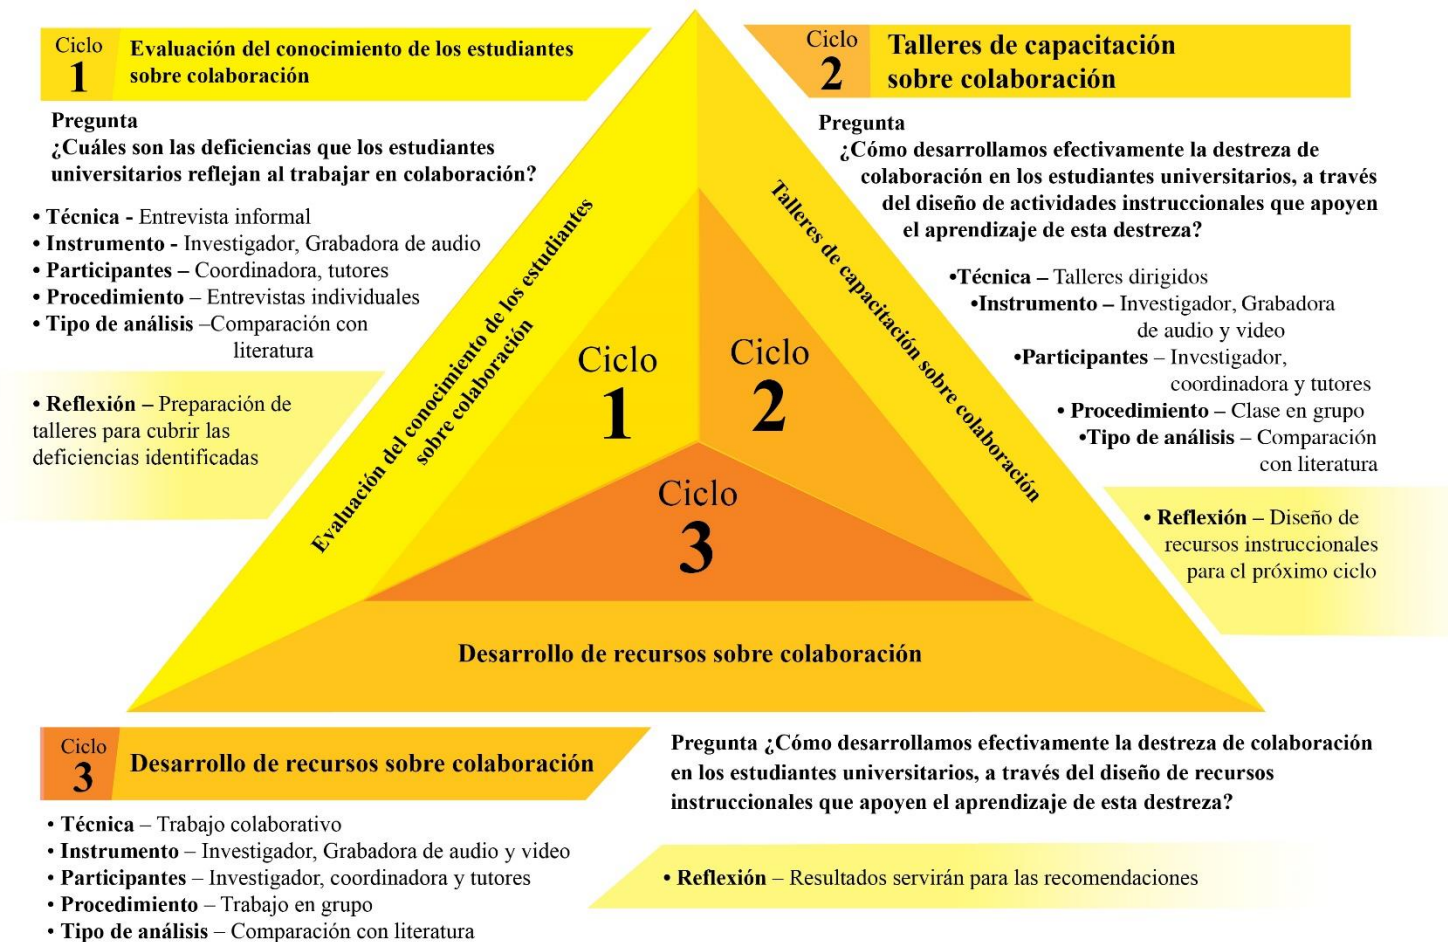 Ciclo
1
Evaluación del conocimiento de los estudiantes
sobre colaboración
Pregunta
¿Cuáles son las deficiencias que los estudiantes
universitarios reflejan al trabajar en colaboración?
• Técnica - Entrevista informal
• Instrumento - Investigador, Grabadora de audio
• Participantes – Coordinadora, tutores
• Procedimiento – Entrevistas individuales
• Tipo de análisis –Comparación con
literatura
• Reflexión – Preparación de
talleres para cubrir las
deficiencias identificadas
Ciclo
2
Talleres de capacitación
sobre colaboración
Pregunta
¿Cómo desarrollamos efectivamente la destreza de
colaboración en los estudiantes universitarios, a través
del diseño de actividades instruccionales que apoyen
el aprendizaje de esta destreza?
•Técnica – Talleres dirigidos
•Instrumento – Investigador, Grabadora
de audio y video
•Participantes – Investigador,
coordinadora y tutores
• Procedimiento – Clase en grupo
•Tipo de análisis – Comparación
con literatura
• Reflexión – Diseño de
recursos instruccionales
para el próximo ciclo
Evaluación del conocimiento de los estudiantes
sobre colaboración
Talleres de capacitación sobre colaboración
Ciclo
1
Ciclo
2
Ciclo
3
Desarrollo de recursos sobre colaboración
Ciclo
3
Desarrollo de recursos sobre colaboración
• Técnica – Trabajo colaborativo
• Instrumento – Investigador, Grabadora de audio y video
• Participantes – Investigador, coordinadora y tutores
• Procedimiento – Trabajo en grupo
• Tipo de análisis – Comparación con literatura
Pregunta ¿Cómo desarrollamos efectivamente la destreza de colaboración
en los estudiantes universitarios, a través del diseño de recursos
instruccionales que apoyen el aprendizaje de esta destreza?
• Reflexión – Resultados servirán para las recomendaciones